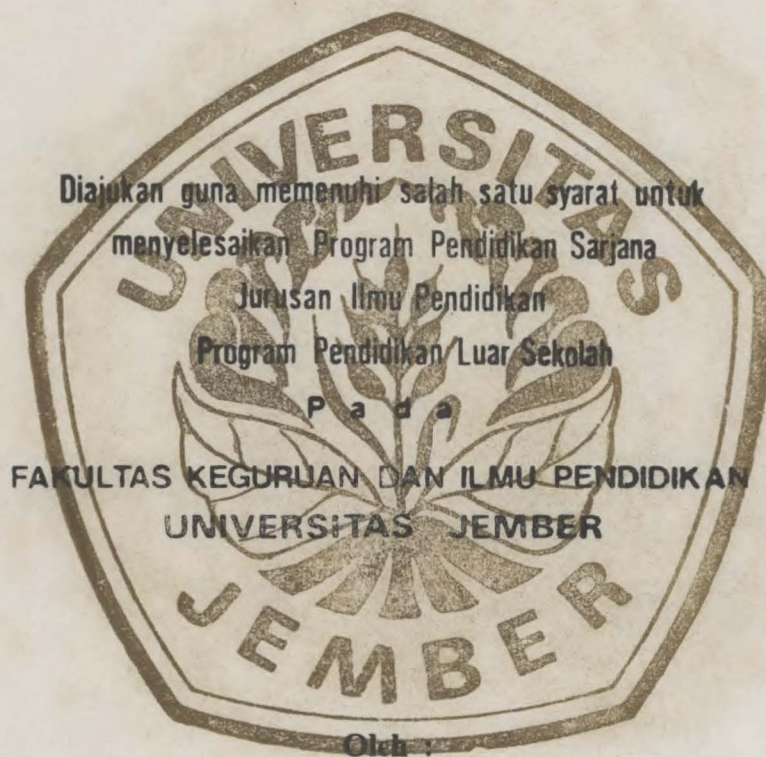 UNIVERSITAS
Diajukan guna memenuhi salah satu syarat untuk
menyelesaikan Program Pendidikan Sarjana
Jurusan Ilmu Pendidikan
Program Pendidikan Luar Sekolah
P a d a
FAKULTAS KEGURUAN DAN ILMU PENDIDIKAN
UNIVERSITAS JEMBER
JEMBER
Oleh :